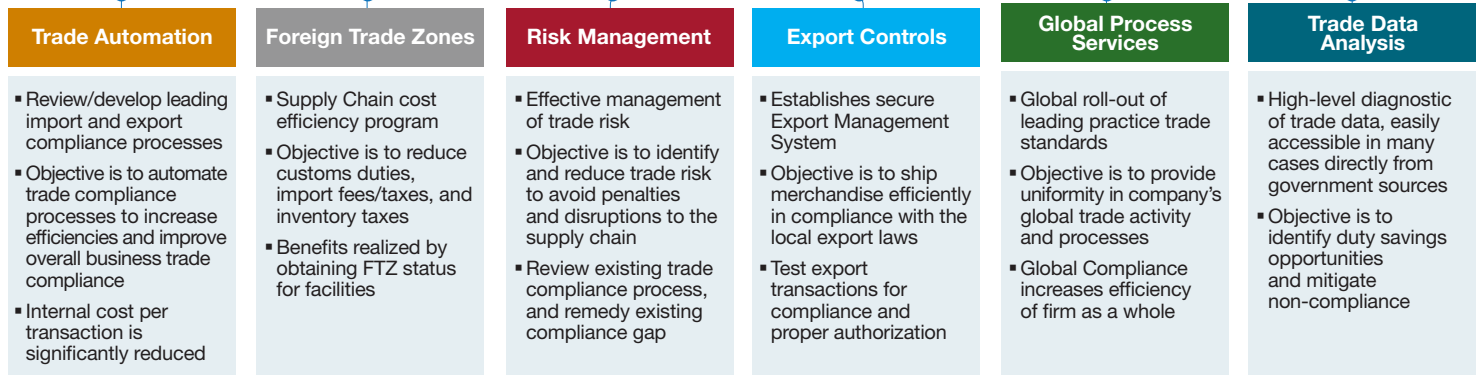 Trade Automation
▪ Review/develop leading
import and export
compliance processes
▪ Objective is to automate
trade compliance
processes to increase
efficiencies and improve
overall business trade
compliance
▪ Internal cost per
transaction is
significantly reduced
Foreign Trade Zones
▪ Supply Chain cost
efficiency program
▪ Objective is to reduce
customs duties,
import fees/taxes, and
inventory taxes
▪ Benefits realized by
obtaining FTZ status
for facilities
Risk Management
▪ Effective management
of trade risk
▪ Objective is to identify
and reduce trade risk
to avoid penalties
and disruptions to the
supply chain
▪ Review existing trade
compliance process,
and remedy existing
compliance gap
Export Controls
▪ Establishes secure
Export Management
System
▪ Objective is to ship
merchandise efficiently
in compliance with the
local export laws
▪ Test export
transactions for
compliance and
proper authorization
Global Process
Services
▪ Global roll-out of
leading practice trade
standards
▪ Objective is to provide
uniformity in company’s
global trade activity
and processes
▪ Global Compliance
increases efficiency
of firm as a whole
Trade Data
Analysis
▪ High-level diagnostic
of trade data, easily
accessible in many
cases directly from
government sources
▪ Objective is to
identify duty savings
opportunities
and mitigate
non-compliance